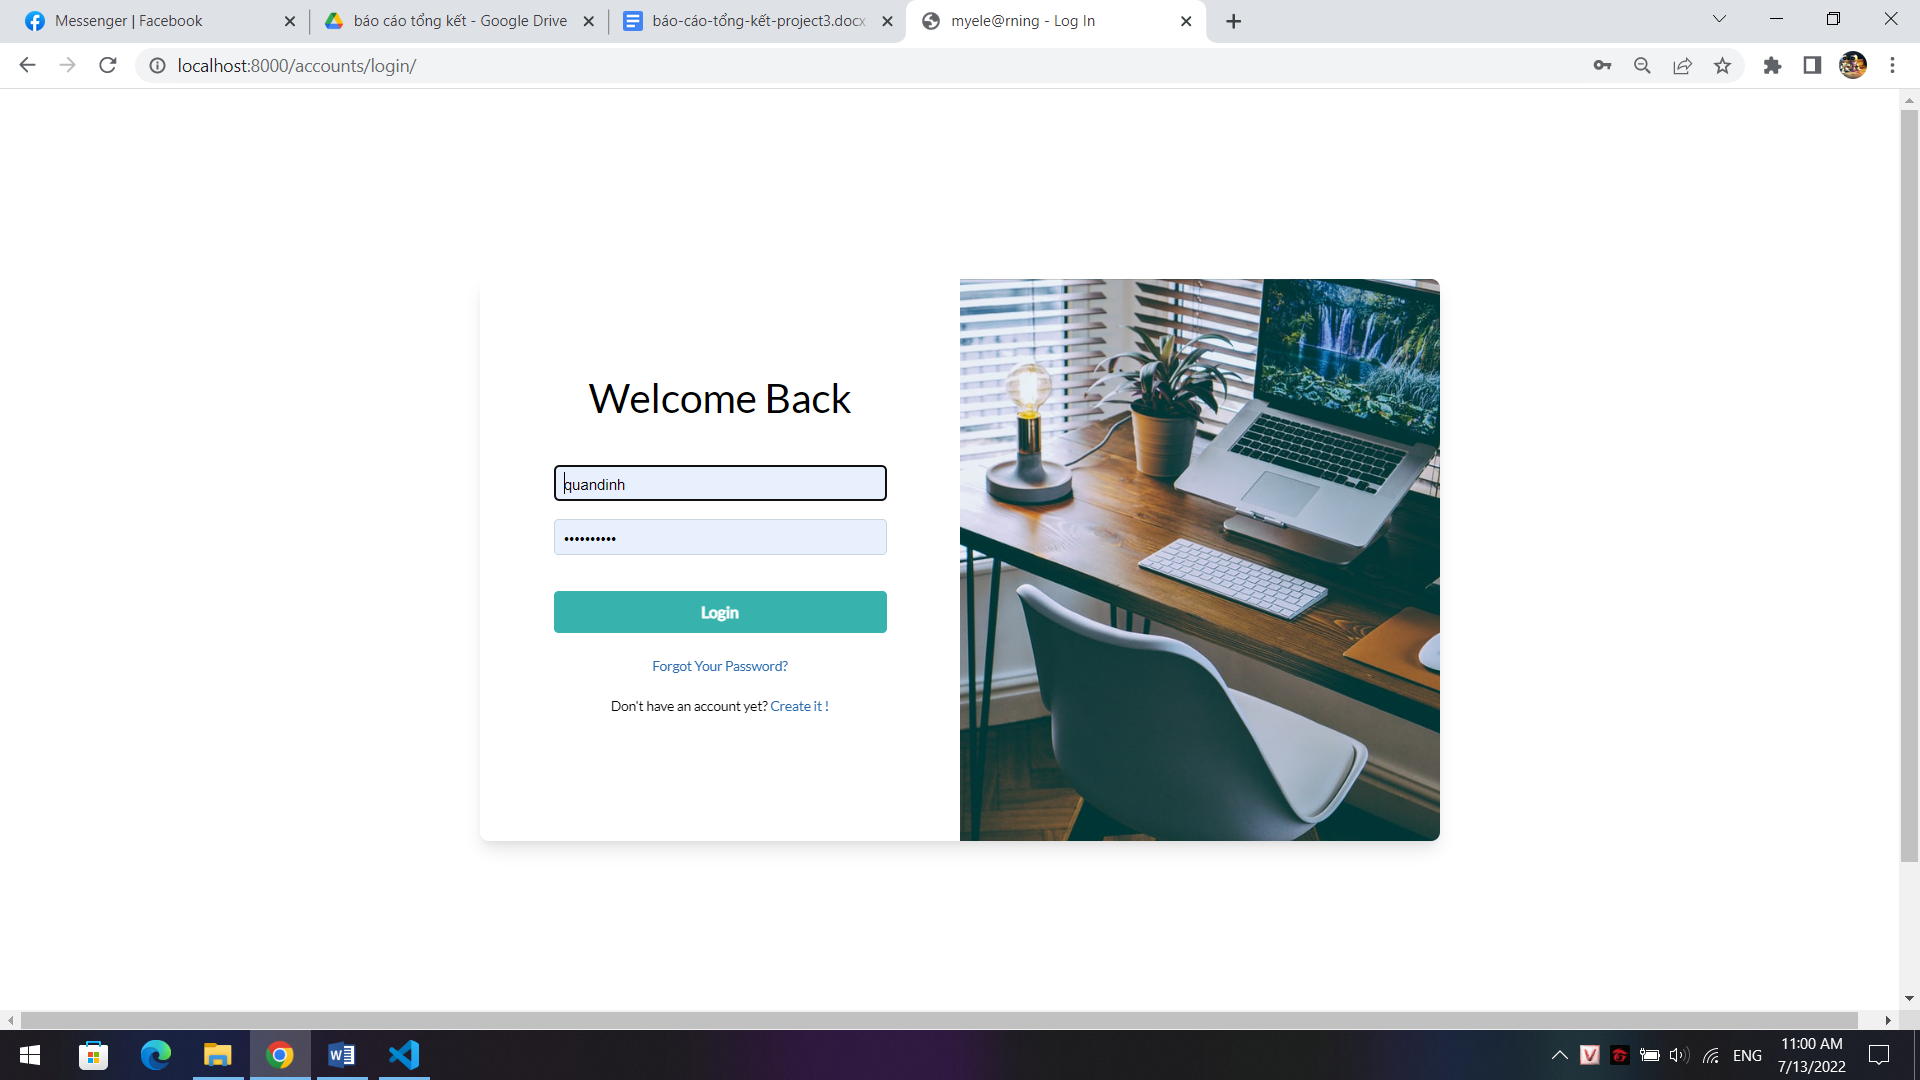 Messenger | Facebook
báo cáo tổng kết - Google Drive
báo-cáo-tổng-kết-project3.docx
myele@rning - Log In
localhost:8000/accounts/login/
Welcome Back
quandinh
••••••••••
Login
Forgot Your Password?
Don't have an account yet? Create it !
ENG
11:00 AM
7/13/2022